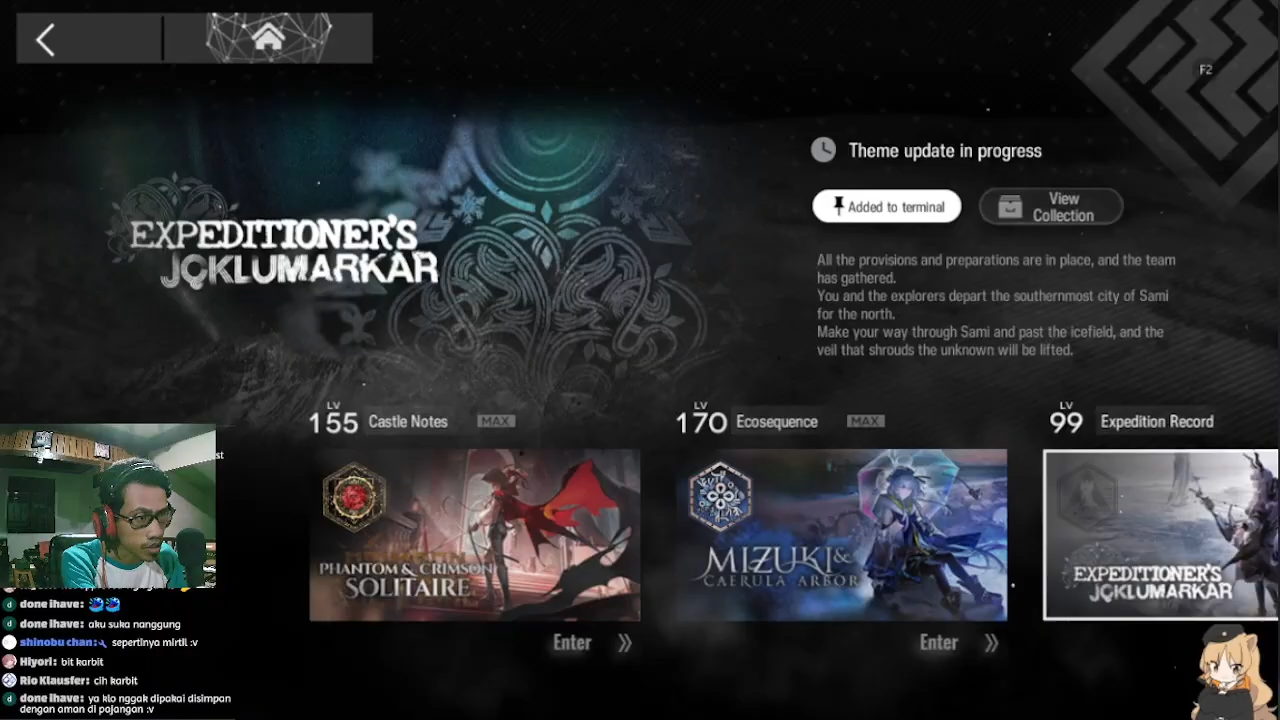 F2
Theme update in progress
EXPEDITIONER'S
JǪKLUMARKAR
Added to terminal
View
Collection
All the provisions and preparations are in place, and the team
has gathered.
You and the explorers depart the southernmost city of Sami
for the north.
Make your way through Sami and past the icefield, and the
veil that shrouds the unknown will be lifted.
LV
155 Castle Notes MAX
LV
170 Ecosequence MAX
LV
99 Expedition Record
st
PHANTOM & CRIMSON
SOLITAIRE
MIZUKI &
CAERULA ARBOR
EXPEDITIONER'S
JǪKLUMARKAR
Enter
Enter
d done ihave:
d done ihave: aku suka nanggung
shinobu chan: sepertinya mirtil :v
Hiyori: bit karbit
Rio Klausfer: cih karbit
d done ihave: ya klo nggak dipakai disimpan
dengan aman di pajangan :v